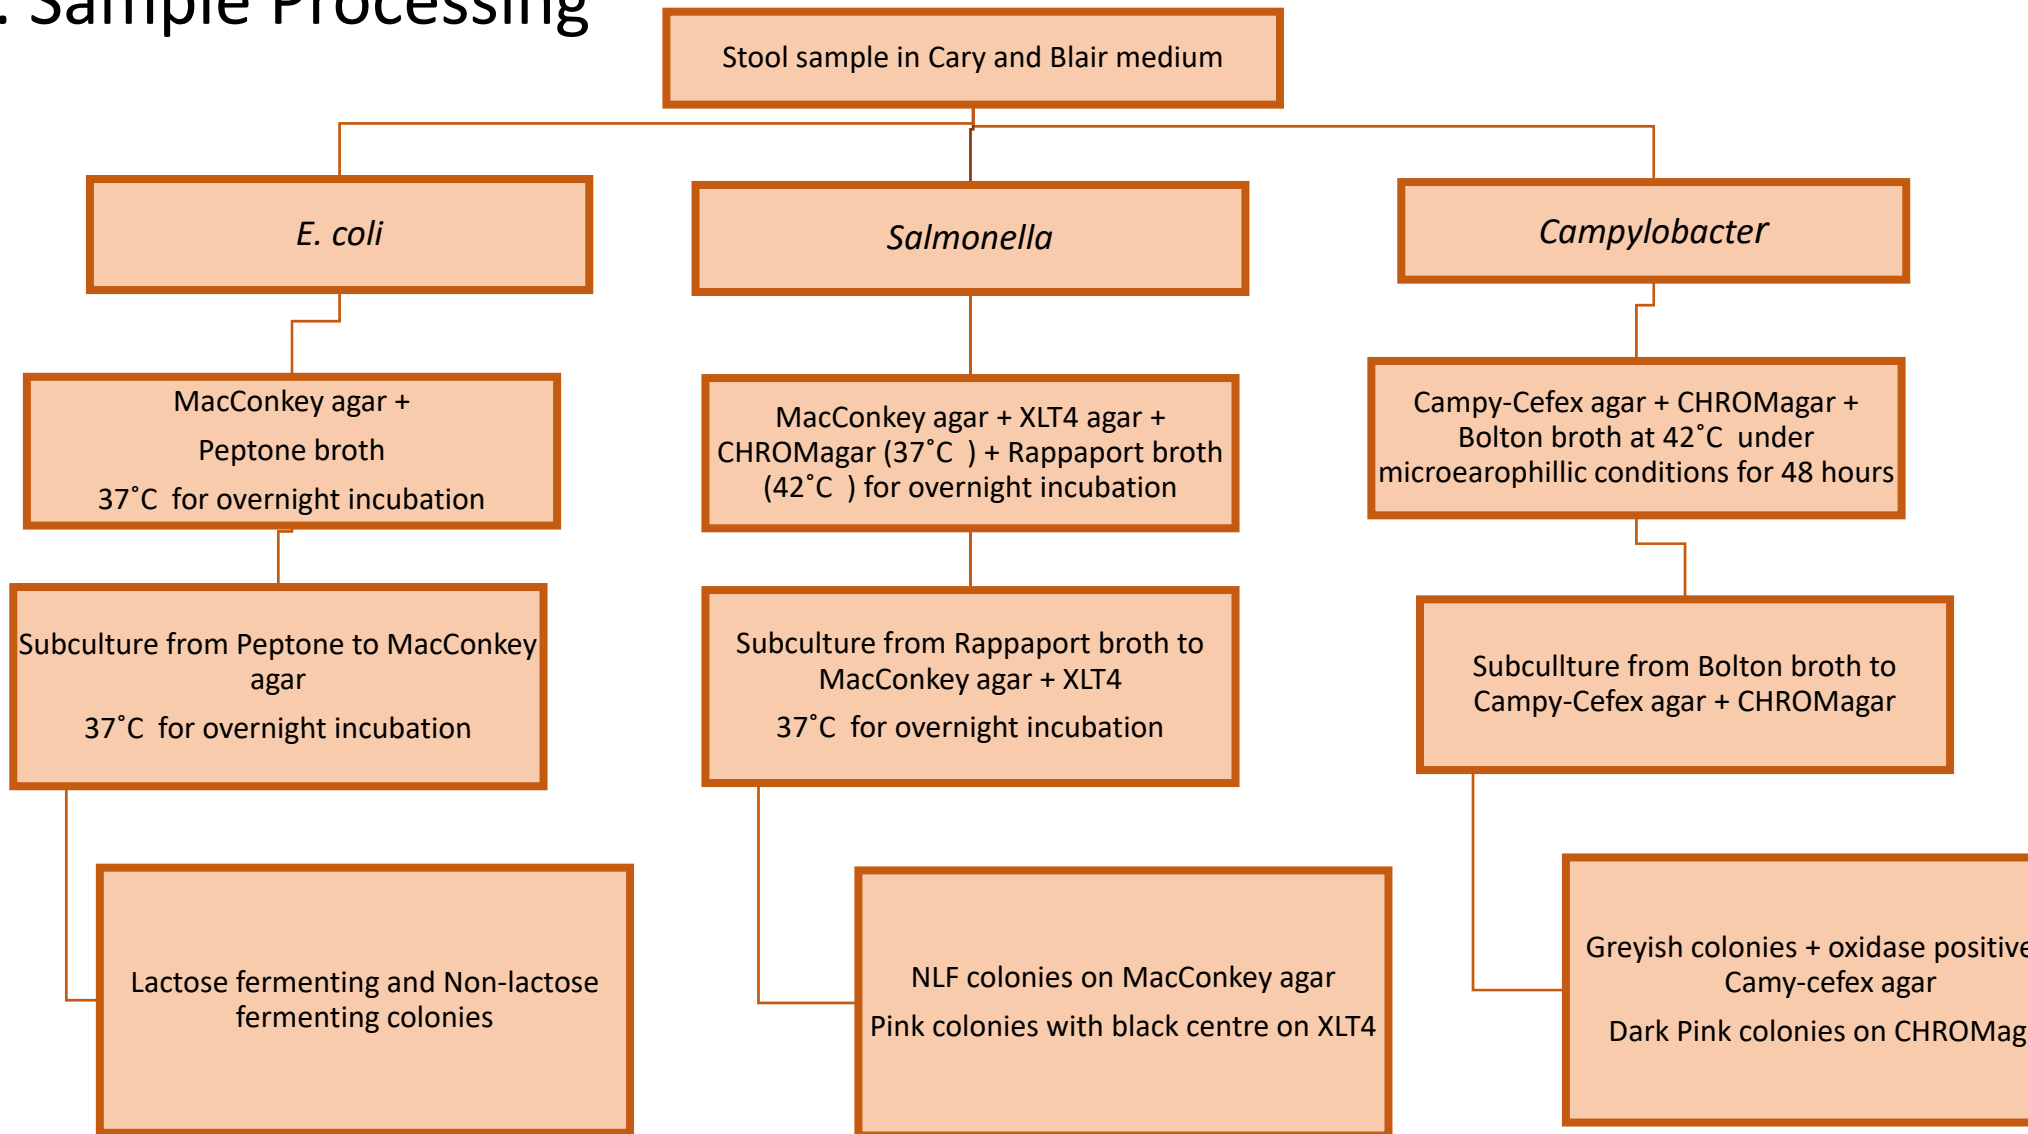 . Sample Processing
Stool sample in Cary and Blair medium
E. coli
Salmonella
Campylobacter
MacConkey agar +
Peptone broth
37˚C for overnight incubation
MacConkey agar + XLT4 agar +
CHROMagar (37˚C ) + Rappaport broth
(42˚C ) for overnight incubation
Campy-Cefex agar + CHROMagar +
Bolton broth at 42˚C under
microearophillic conditions for 48 hours
Subculture from Peptone to MacConkey
agar
37˚C for overnight incubation
Subculture from Rappaport broth to
MacConkey agar + XLT4
37˚C for overnight incubation
Subcullture from Bolton broth to
Campy-Cefex agar + CHROMagar
Lactose fermenting and Non-lactose
fermenting colonies
NLF colonies on MacConkey agar
Pink colonies with black centre on XLT4
Greyish colonies + oxidase positive
Camy-cefex agar
Dark Pink colonies on CHROMag